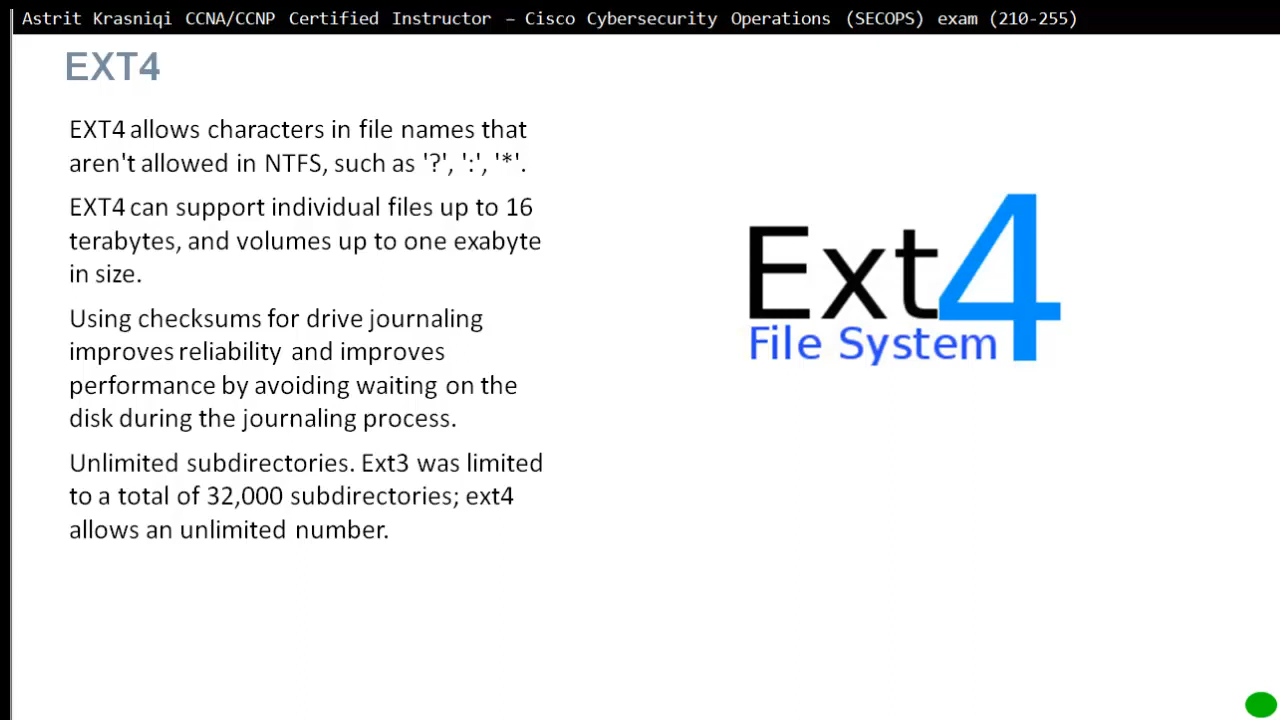 Astrit Krasniqi CCNA/CCNP Certified Instructor – Cisco Cybersecurity Operations (SECOPS) exam (210-255)
EXT4
EXT4 allows characters in file names that
aren't allowed in NTFS, such as '?', ':', '*'.
EXT4 can support individual files up to 16
terabytes, and volumes up to one exabyte
in size.
Using checksums for drive journaling
improves reliability and improves
performance by avoiding waiting on the
disk during the journaling process.
Unlimited subdirectories. Ext3 was limited
to a total of 32,000 subdirectories; ext4
allows an unlimited number.
Ext4
File System